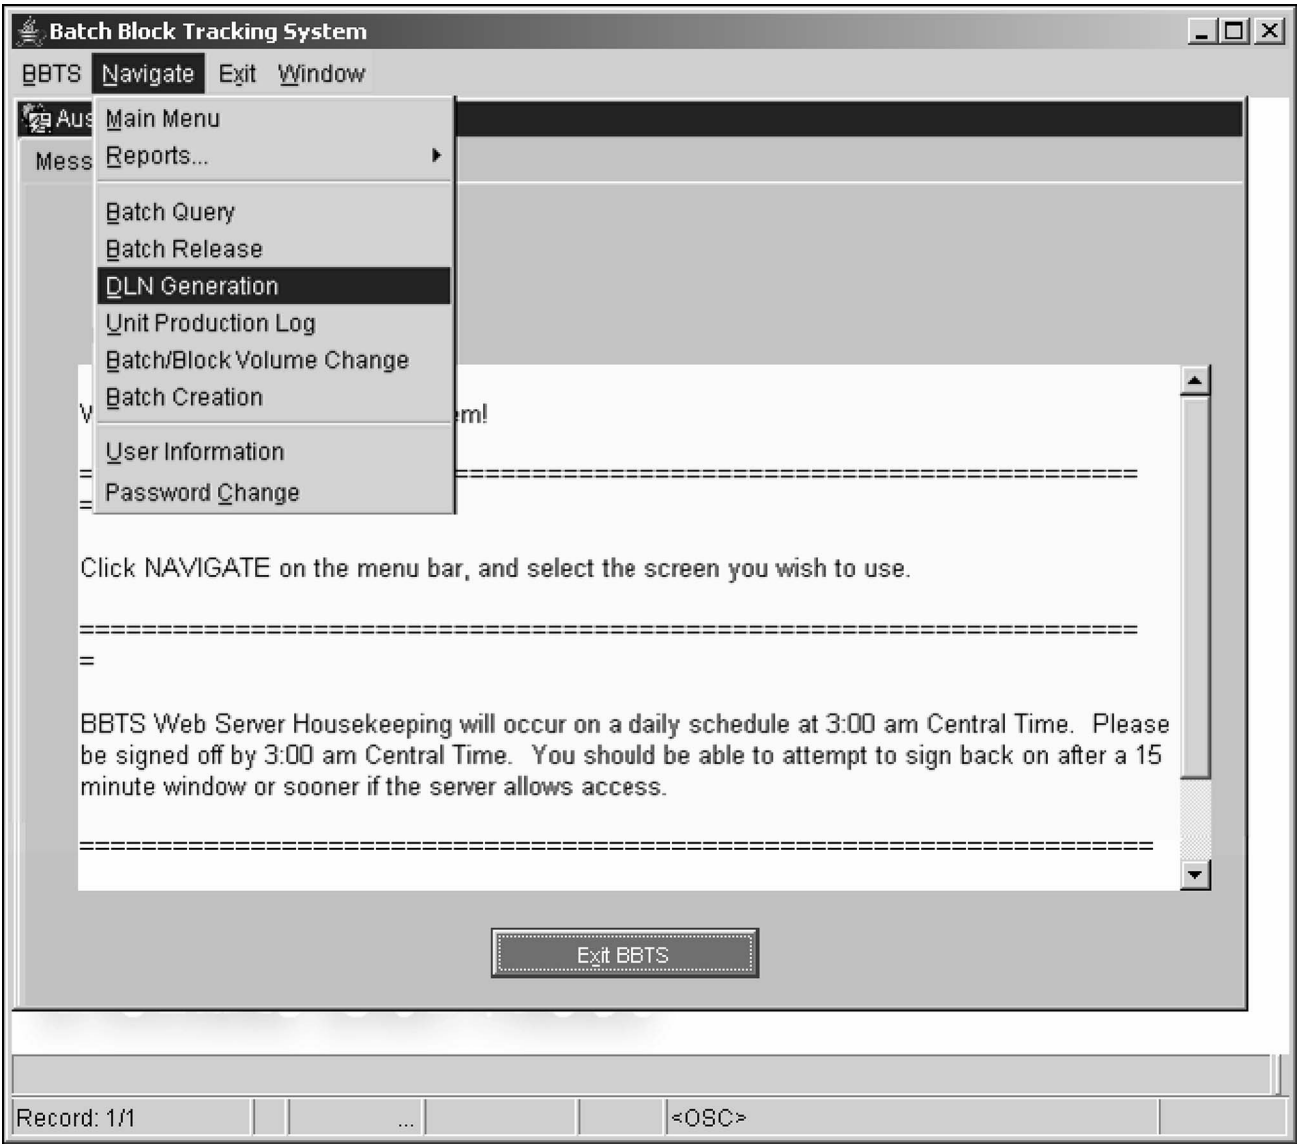 Batch Block Tracking System
BBTS Navigate Exit Window
Aus
Main Menu
Mess
Reports...
Batch Query
Batch Release
DLN Generation
Unit Production Log
Batch/Block Volume Change
Batch Creation
em!
User Information
==============================================
Password Change
=
Click NAVIGATE on the menu bar, and select the screen you wish to use.
====================================================================
=
BBTS Web Server Housekeeping will occur on a daily schedule at 3:00 am Central Time. Please
be signed off by 3:00 am Central Time. You should be able to attempt to sign back on after a 15
minute window or sooner if the server allows access.
=====================================================================
Exit BBTS
Record: 1/1 ... <OSC>